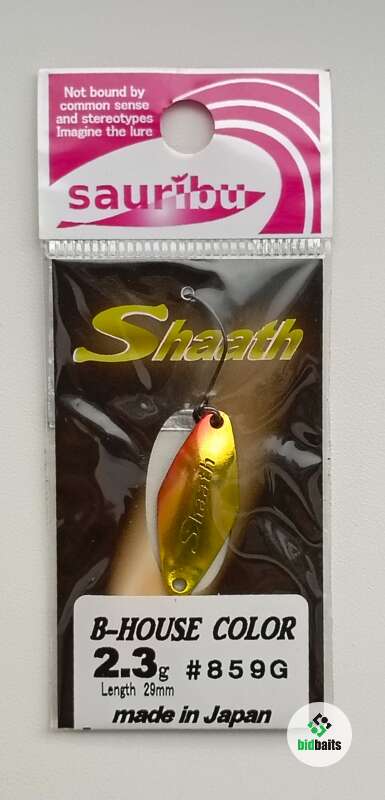 Not bound by
common sense
and stereotypes
Imagine the lure
sauribu
Shaath
Shaath
B-HOUSE COLOR
2.3g #859G
Length 29mm
made in Japan
bidbaits